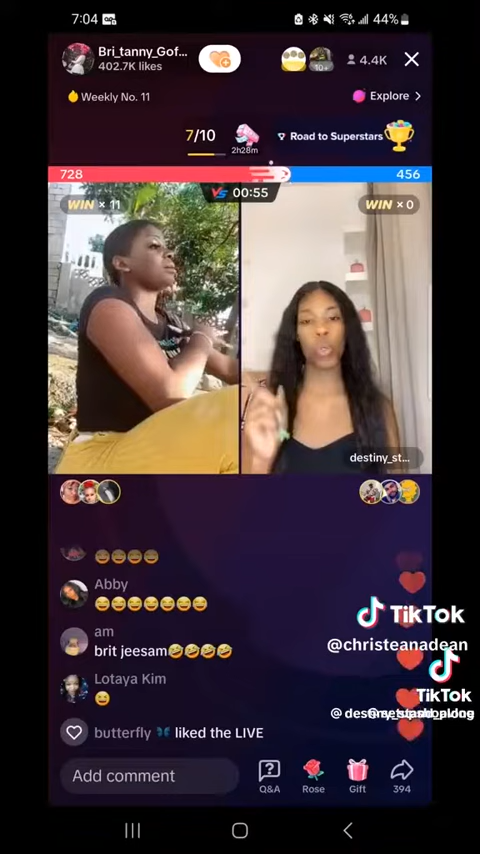 7:04
44%
Bri_tanny_Gof...
402.7K likes
10+
4.4K
Weekly No. 11
Explore >
7/10
2h28m
Road to Superstars
728
456
VS 00:55
WIN × 11
WIN × 0
destiny_st...
Abby
am
brit jeesam
Lotaya Kim
butterfly liked the LIVE
TikTok
@christeanadean
TikTok
Add comment
Q&A
Rose
Gift
394